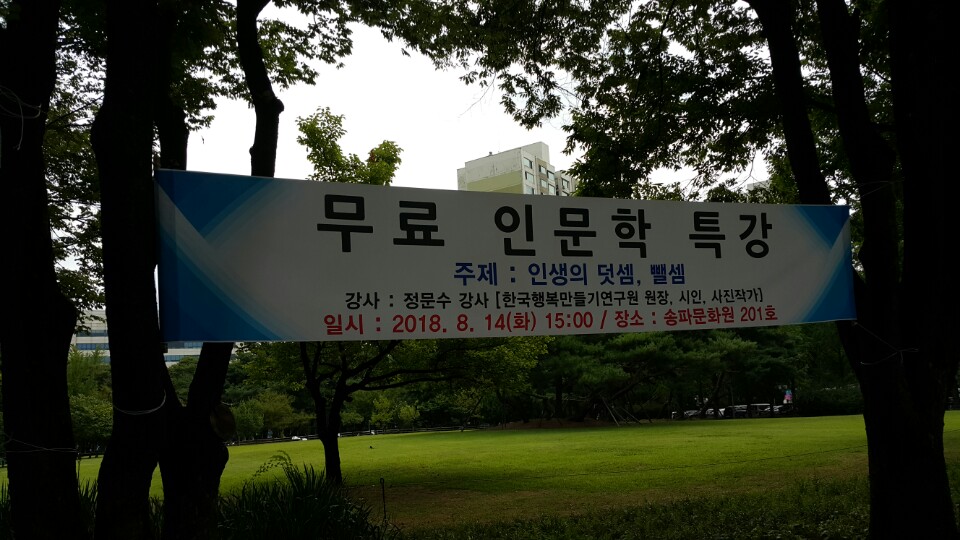 무료 인문학 특강
주제 : 인생의 덧셈, 뺄셈
강사 : 정문수 강사 [한국행복만들기연구원 원장, 시인, 사진작가]
일시 : 2018. 8. 14(화) 15:00 / 장소 : 송파문화원 201호